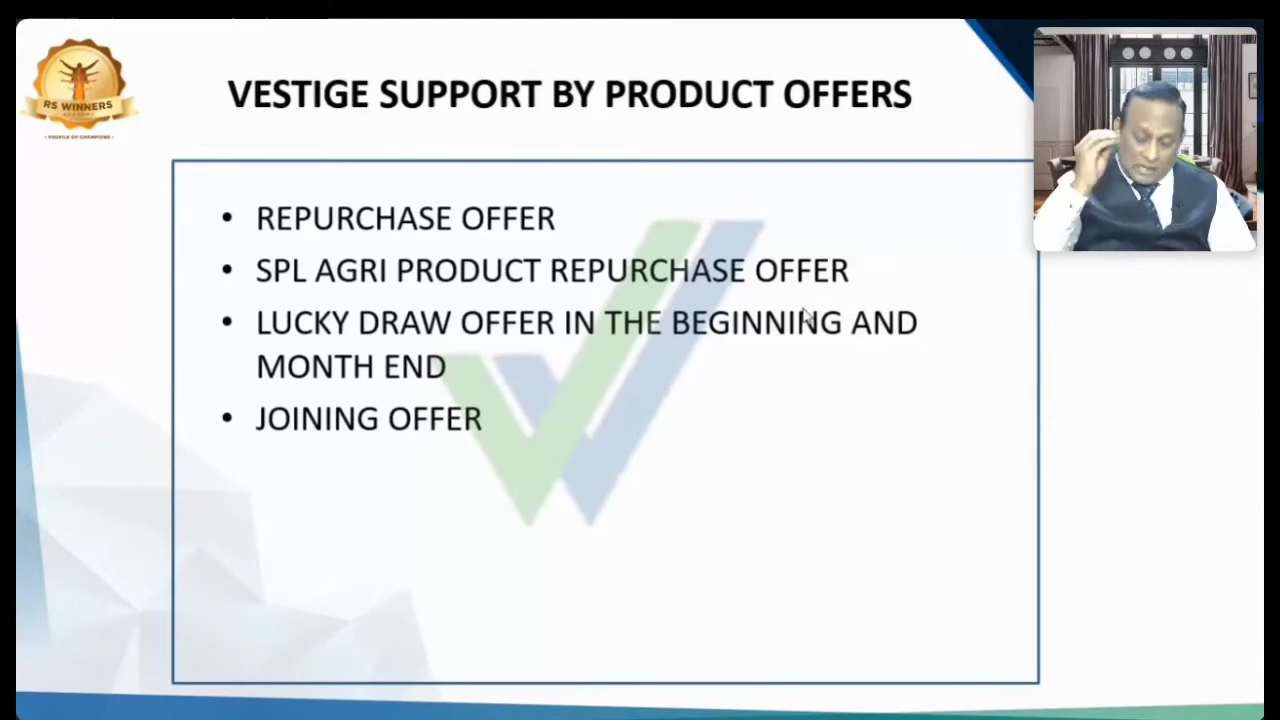 RS WINNERS
ACADEMY
VESTIGE SUPPORT BY PRODUCT OFFERS
• REPURCHASE OFFER
• SPL AGRI PRODUCT REPURCHASE OFFER
• LUCKY DRAW OFFER IN THE BEGINNING AND
MONTH END
• JOINING OFFER